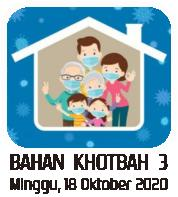 BAHAN KHOTBAH 3
Minggu, 18 Oktober 2020